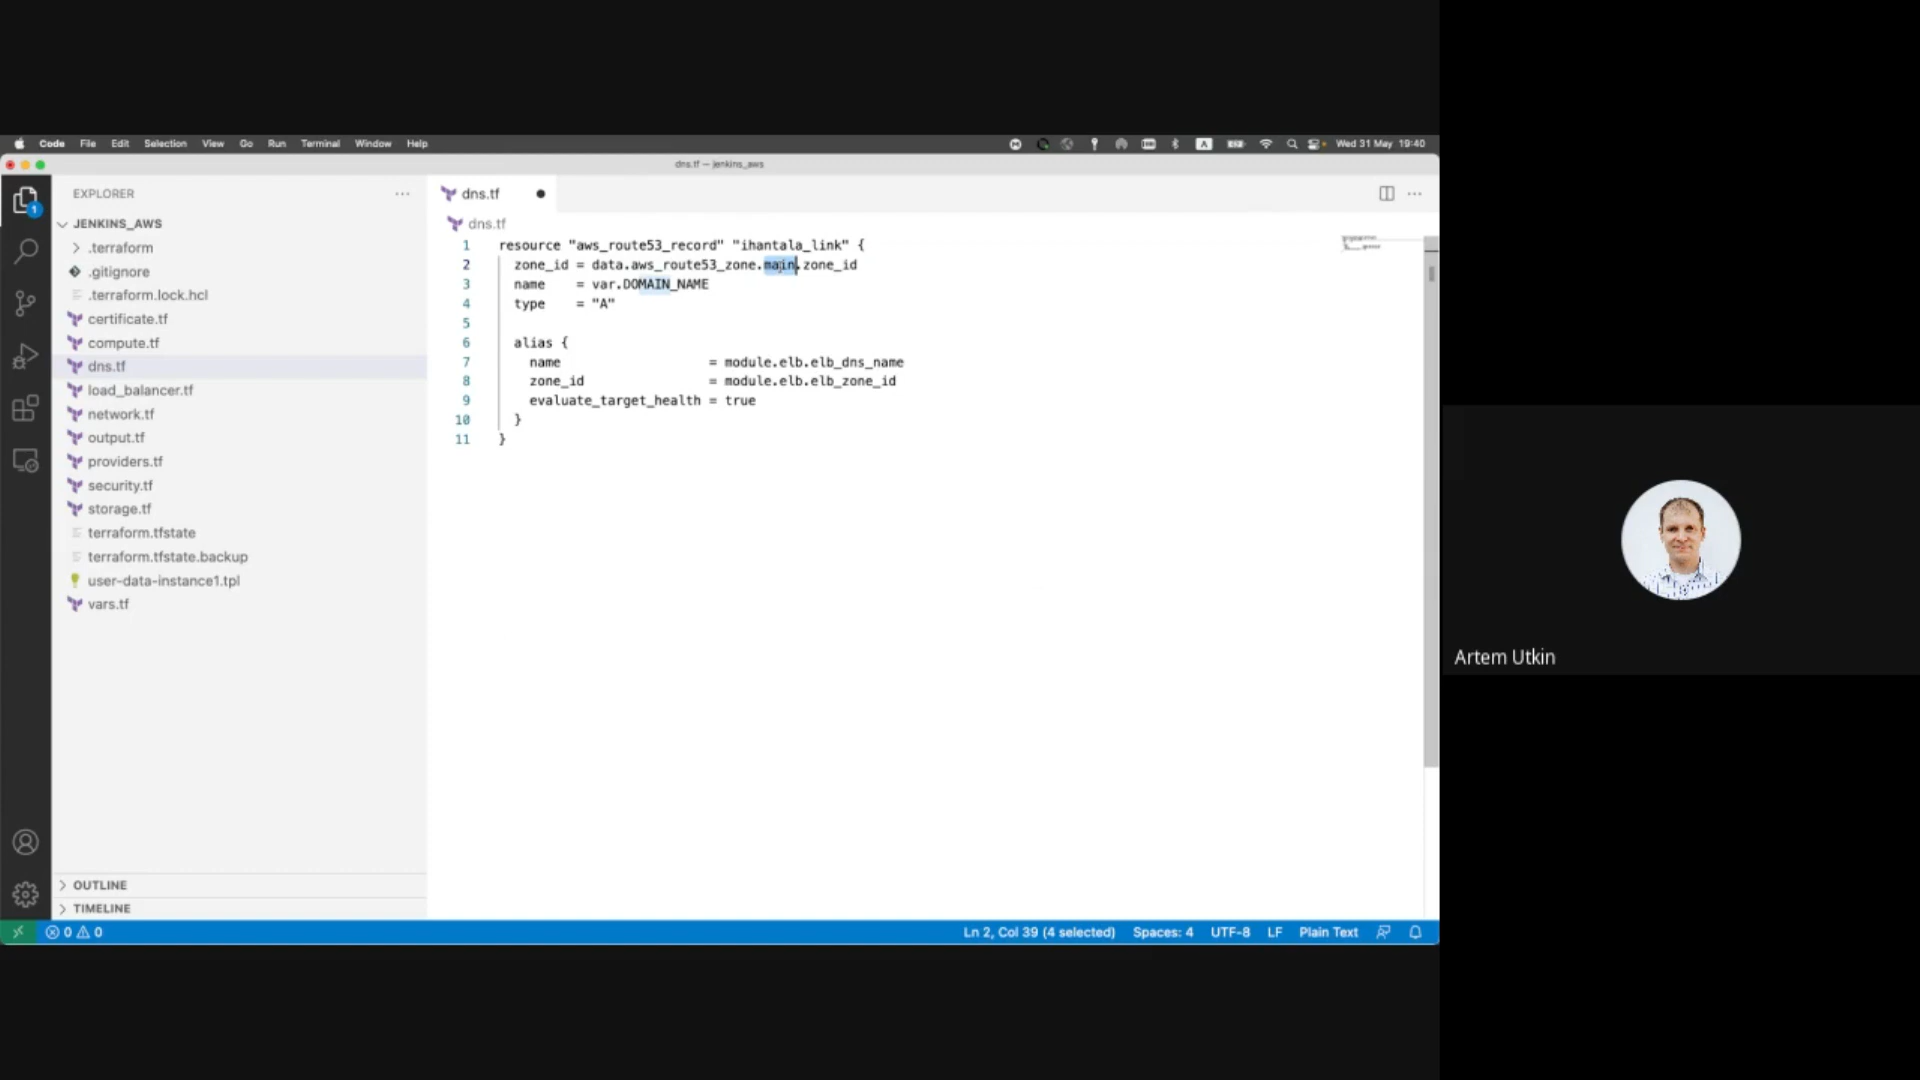 Code File Edit Selection View Go Run Terminal Window Help
A
Wed 31 May 19:40
dns.tf — jenkins_aws
EXPLORER
1
JENKINS_AWS
.terraform
.gitignore
.terraform.lock.hcl
certificate.tf
compute.tf
dns.tf
load_balancer.tf
network.tf
output.tf
providers.tf
security.tf
storage.tf
terraform.tfstate
terraform.tfstate.backup
user-data-instance1.tpl
vars.tf
OUTLINE
TIMELINE
dns.tf
dns.tf
1 resource "aws_route53_record" "ihantala_link" {
2 zone_id = data.aws_route53_zone.main.zone_id
3 name = var.DOMAIN_NAME
4 type = "A"
5
6 alias {
7 name = module.elb.elb_dns_name
8 zone_id = module.elb.elb_zone_id
9 evaluate_target_health = true
10 }
11 }
0 0
Ln 2, Col 39 (4 selected) Spaces: 4 UTF-8 LF Plain Text
Artem Utkin